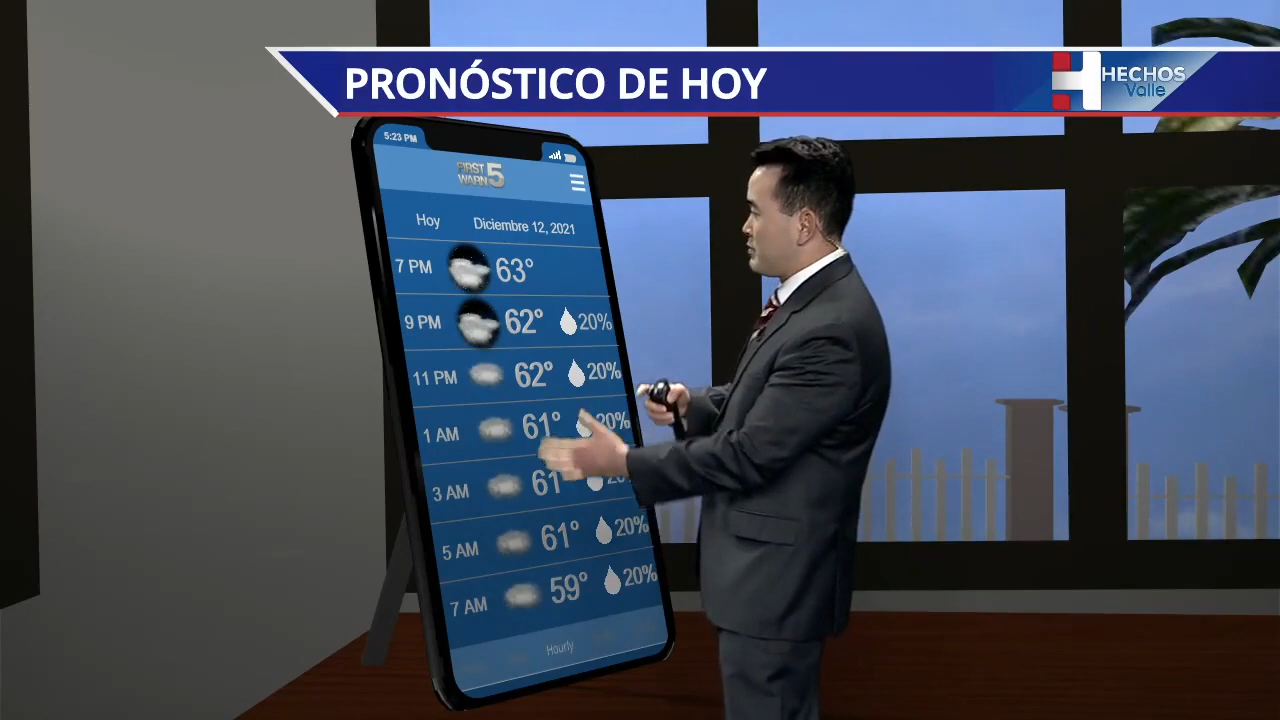 PRONÓSTICO DE HOY
HECHOS
Valle
5:23 PM
FIRST
WARN 5
Hoy Diciembre 12, 2021
7 PM 63°
9 PM 62° 20%
11 PM 62° 20%
1 AM 61° 20%
3 AM 61
5 AM 61° 20%
7 AM 59° 20%
Hourly